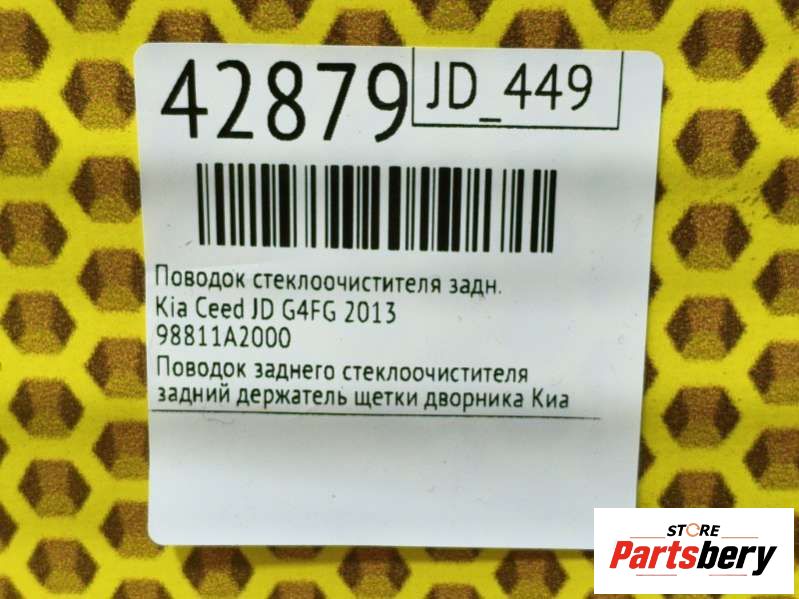 42879
JD_449
Поводок стеклоочистителя задн.
Kia Ceed JD G4FG 2013
98811A2000
Поводок заднего стеклоочистителя
задний держатель щетки дворника Киа
STORE
Partsbery